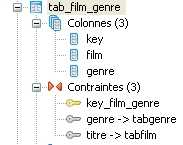 tab_film_genre
Colonnes (3)
key
film
genre
Contraintes (3)
key_film_genre
genre -> tabgenre
titre -> tabfilm